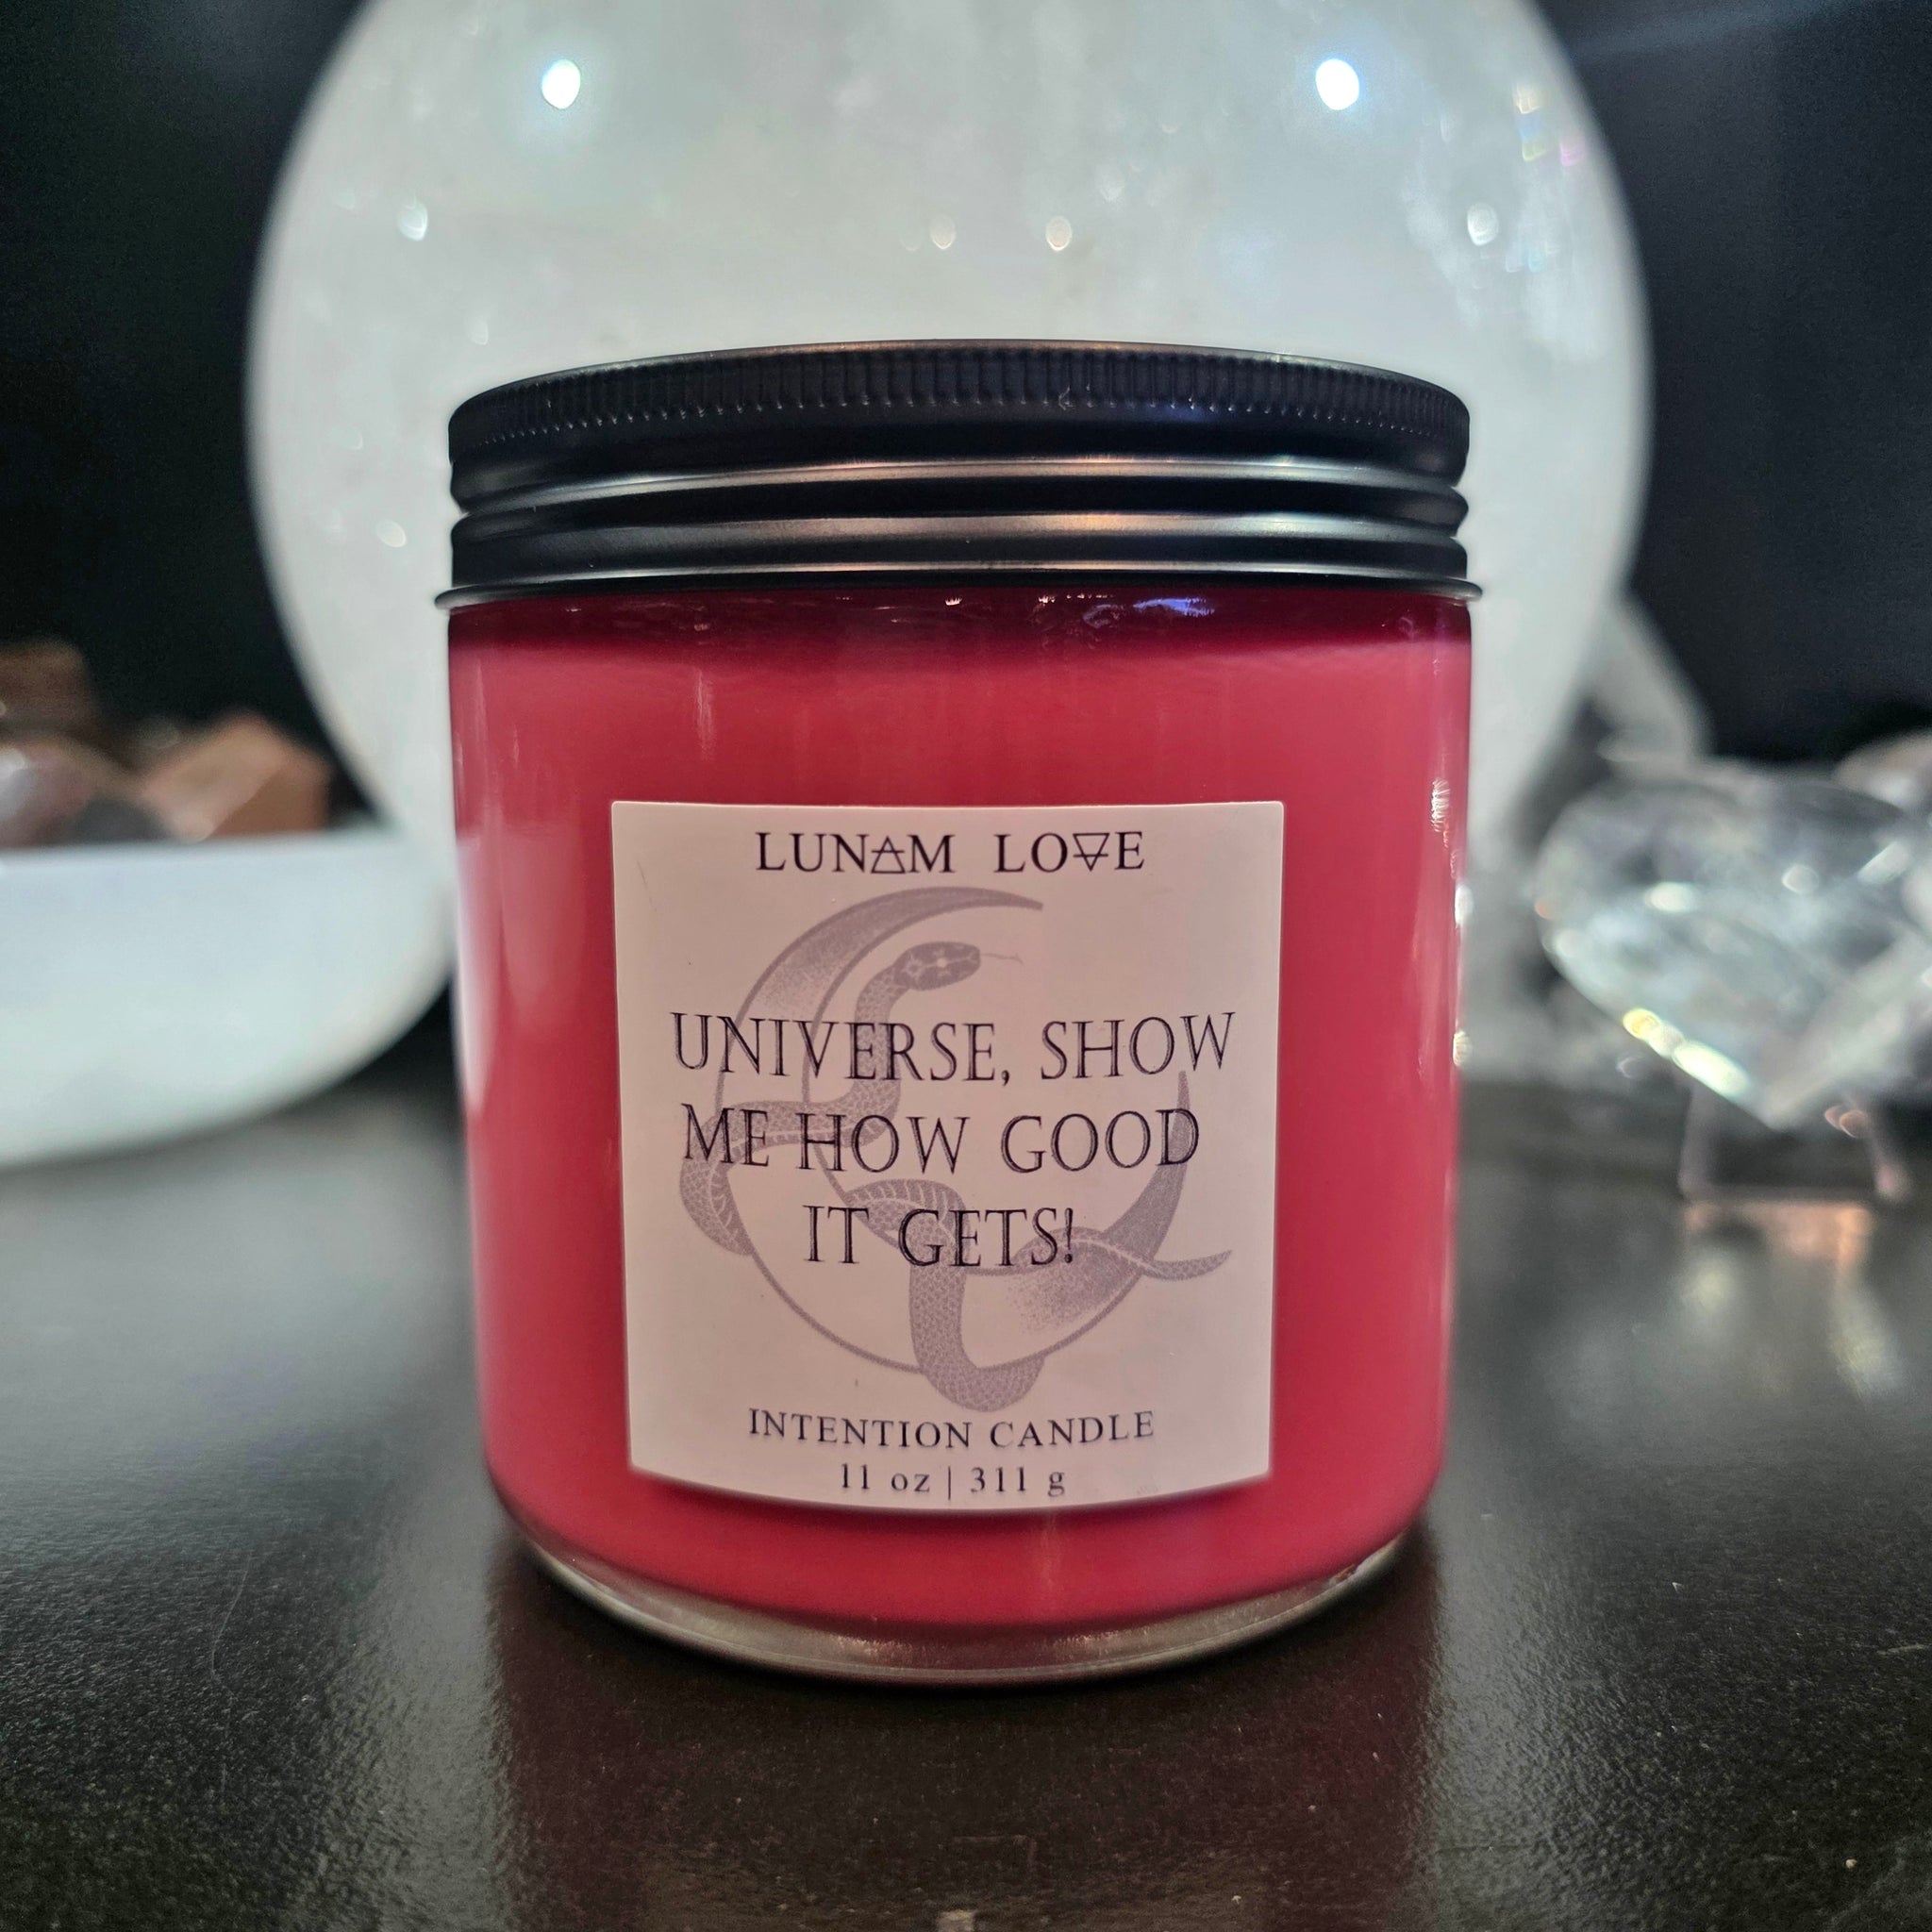 LUNAM LOVE
UNIVERSE, SHOW
ME HOW GOOD
IT GETS!
INTENTION CANDLE
11 oz | 311 g